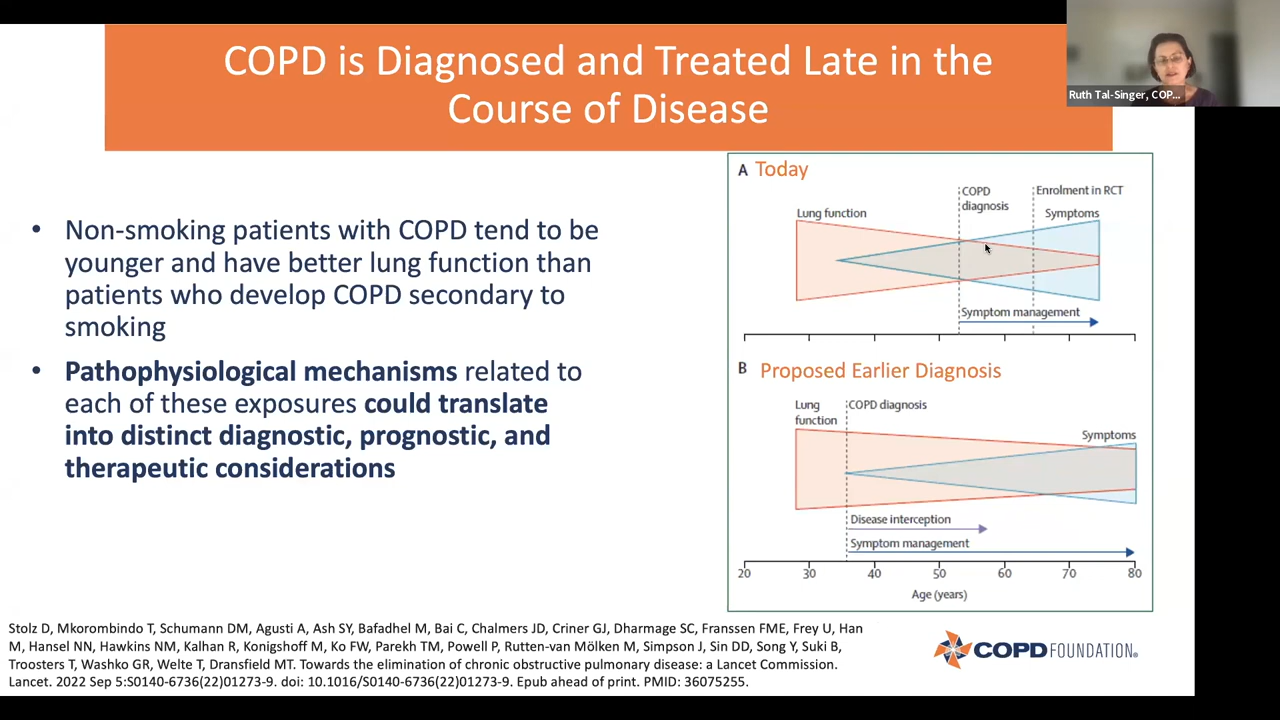 COPD is Diagnosed and Treated Late in the
Course of Disease
Ruth Tal-Singer, COP...
• Non-smoking patients with COPD tend to be
younger and have better lung function than
patients who develop COPD secondary to
smoking
• Pathophysiological mechanisms related to
each of these exposures could translate
into distinct diagnostic, prognostic, and
therapeutic considerations
A Today
COPD
diagnosis
Enrolment in RCT
Lung function
Symptoms
Symptom management
B Proposed Earlier Diagnosis
Lung
function
COPD diagnosis
Symptoms
Disease interception
Symptom management
20 30 40 50 60 70 80
Age (years)
Stolz D, Mkorombindo T, Schumann DM, Agusti A, Ash SY, Bafadhel M, Bai C, Chalmers JD, Criner GJ, Dharmage SC, Franssen FME, Frey U, Han
M, Hansel NN, Hawkins NM, Kalhan R, Konigshoff M, Ko FW, Parekh TM, Powell P, Rutten-van Mölken M, Simpson J, Sin DD, Song Y, Suki B,
Troosters T, Washko GR, Welte T, Dransfield MT. Towards the elimination of chronic obstructive pulmonary disease: a Lancet Commission.
Lancet. 2022 Sep 5:S0140-6736(22)01273-9. doi: 10.1016/S0140-6736(22)01273-9. Epub ahead of print. PMID: 36075255.
COPDFOUNDATION®